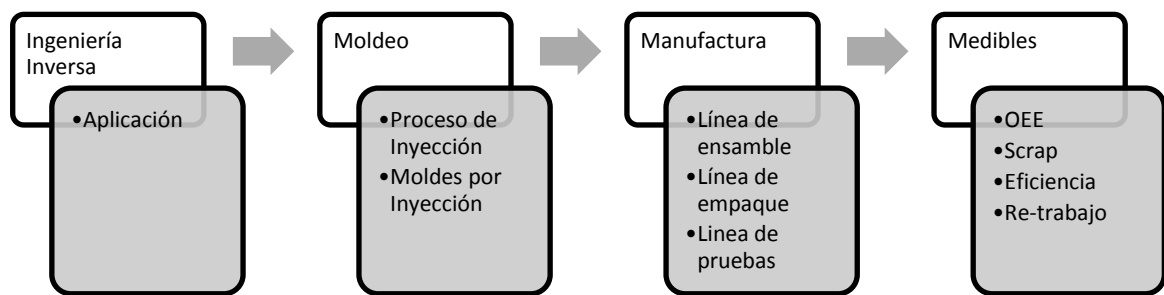 Ingeniería
Inversa
•Aplicación
Moldeo
•Proceso de
Inyección
•Moldes por
Inyección
Manufactura
•Línea de
ensamble
•Línea de
empaque
•Linea de
pruebas
Medibles
•OEE
•Scrap
•Eficiencia
•Re-trabajo